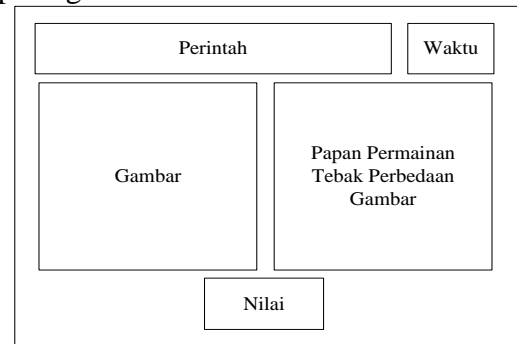 Perintah
Waktu
Gambar
Papan Permainan
Tebak Perbedaan
Gambar
Nilai